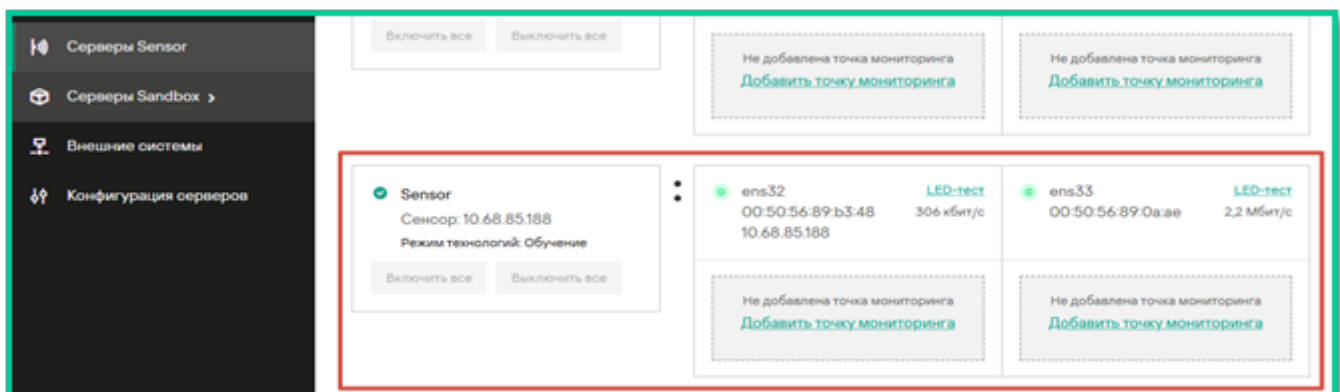 Серверы Sensor
Серверы Sandbox >
Внешние системы
Конфигурация серверов
Включить все Выключить все
Не добавлена точка мониторинга
Добавить точку мониторинга
Не добавлена точка мониторинга
Добавить точку мониторинга
Sensor
Сенсор: 10.68.85.188
Режим технологий: Обучение
Включить все Выключить все
ens32 LED-тест
00:50:56:89:b3:48 306 кбит/с
10.68.85.188
ens33 LED-тест
00:50:56:89:0a:ae 2,2 Мбит/с
Не добавлена точка мониторинга
Добавить точку мониторинга
Не добавлена точка мониторинга
Добавить точку мониторинга